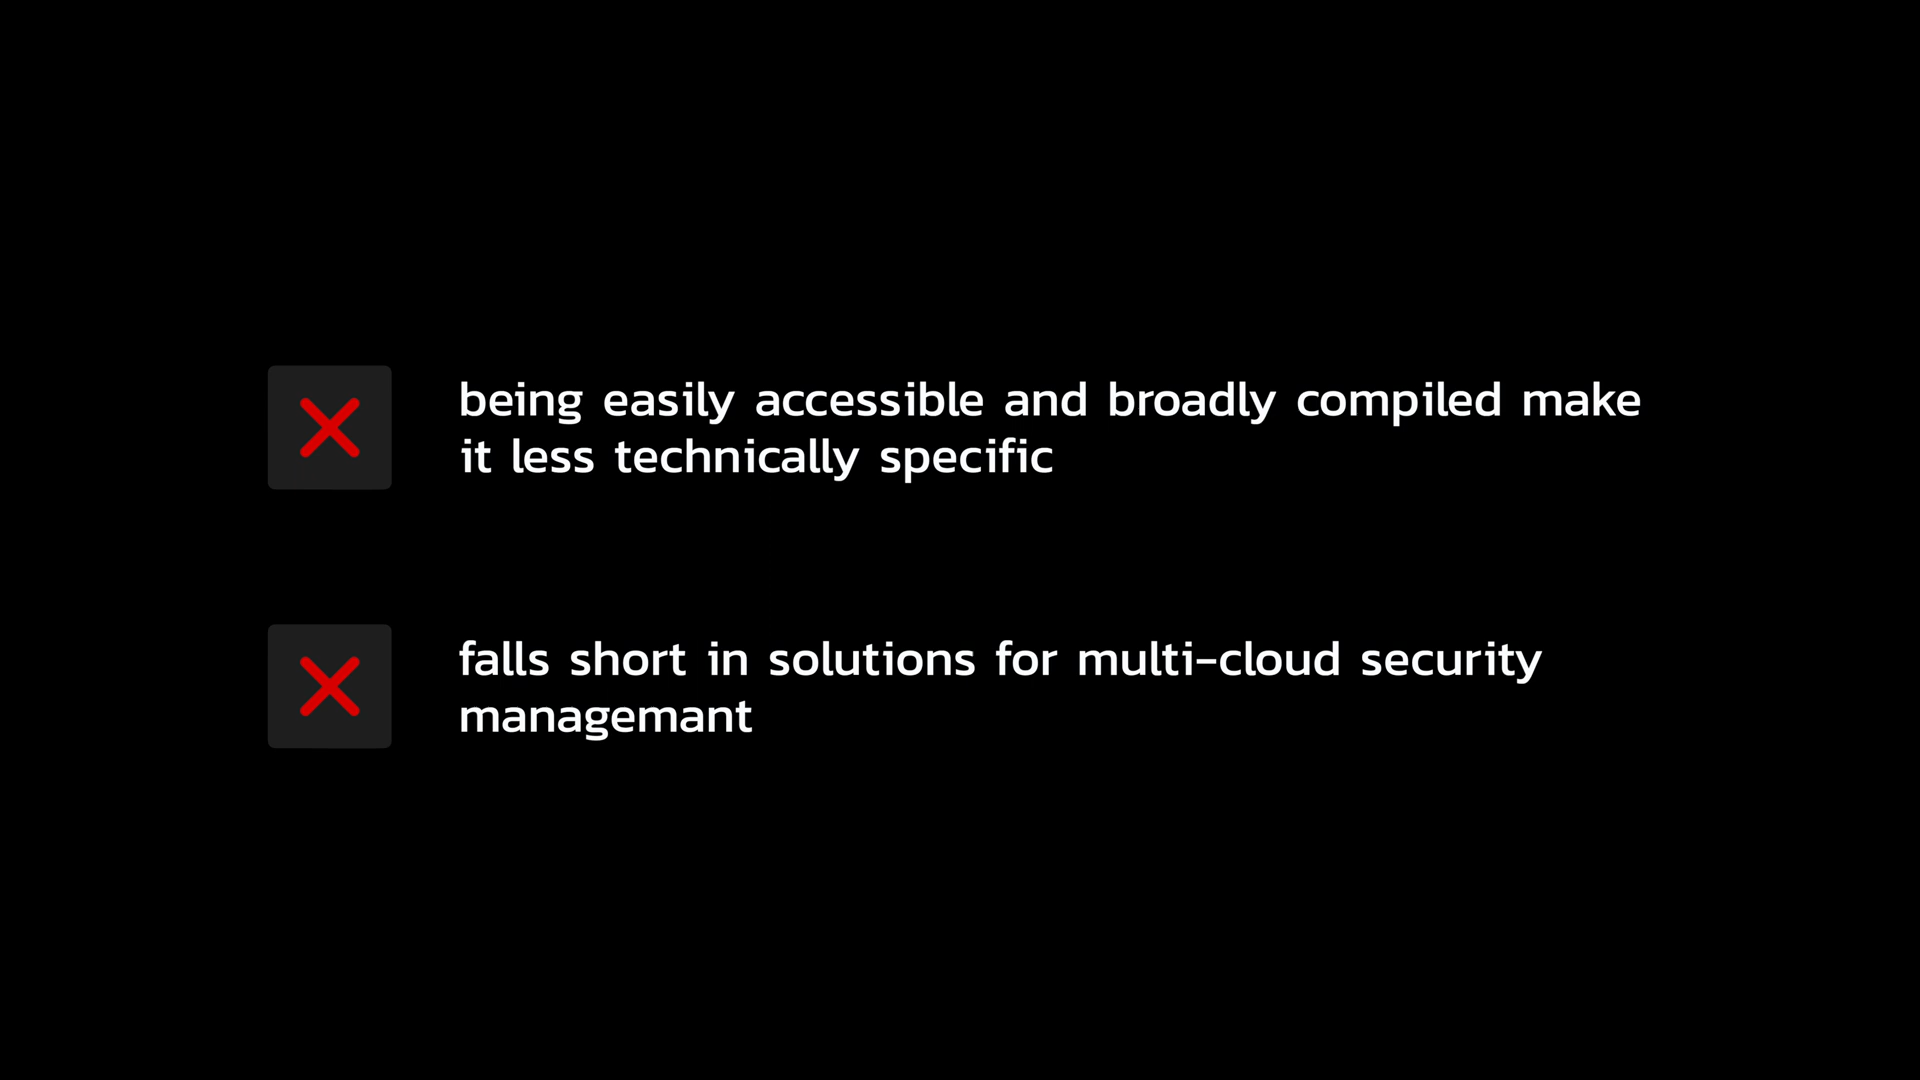 being easily accessible and broadly compiled make
it less technically specific
falls short in solutions for multi-cloud security
managemant